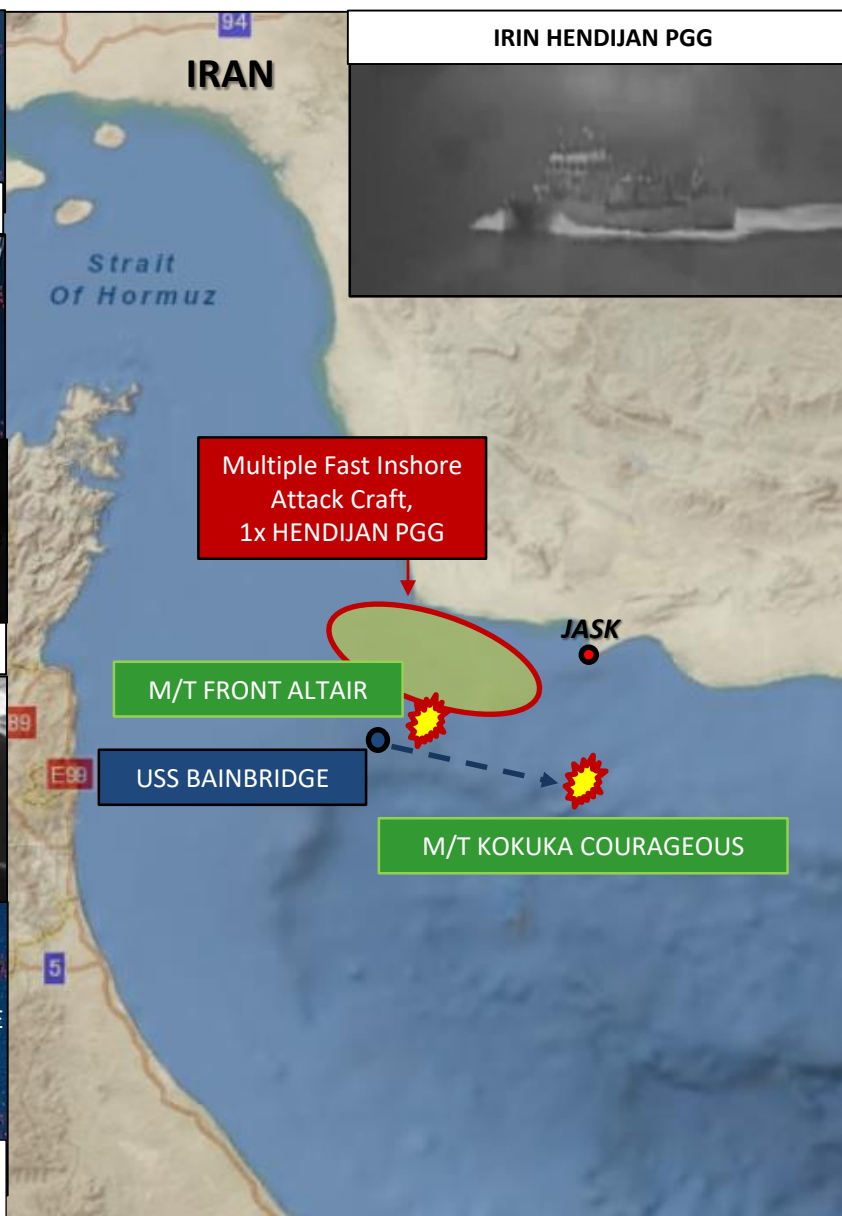 94
IRAN
IRIN HENDIJAN PGG
Strait
Of Hormuz
Multiple Fast Inshore
Attack Craft,
1x HENDIJAN PGG
JASK
M/T FRONT ALTAIR
89
E99
USS BAINBRIDGE
M/T KOKUKA COURAGEOUS
5